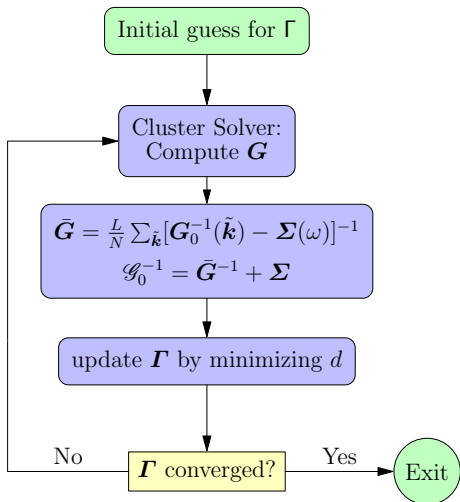 Initial guess for Γ
Cluster Solver:
Compute 𝑮
𝑮̄ = L/N ∑_𝒌̃ [𝑮₀⁻¹(𝒌̃) − 𝜮(ω)]⁻¹
𝒢₀⁻¹ = 𝑮̄⁻¹ + 𝜮
update 𝜞 by minimizing d
No
𝜞 converged?
Yes
Exit